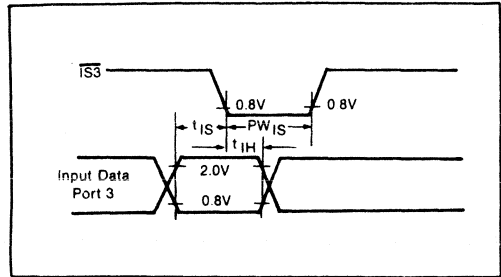 IS3
0.8V
0.8V
tIS
PWIS
tIH
Input Data
Port 3
2.0V
0.8V